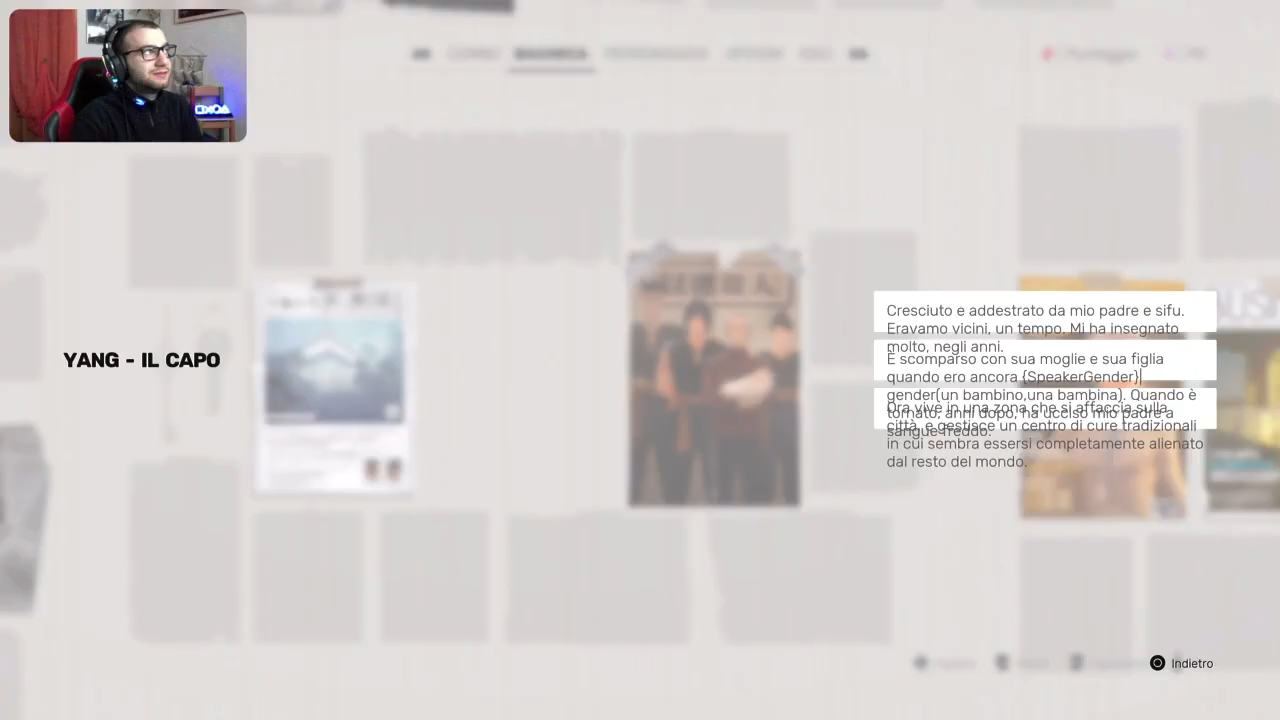 BACHECA
YANG - IL CAPO
Cresciuto e addestrato da mio padre e sifu.
Eravamo vicini, un tempo. Mi ha insegnato
molto, negli anni.
È scomparso con sua moglie e sua figlia
quando ero ancora {SpeakerGender}|
gender(un bambino,una bambina). Quando è
tornato, anni dopo, ha ucciso mio padre a
sangue freddo.
Ora vive in una zona che si affaccia sulla
città, e gestisce un centro di cure tradizionali
in cui sembra essersi completamente alienato
dal resto del mondo.
Indietro